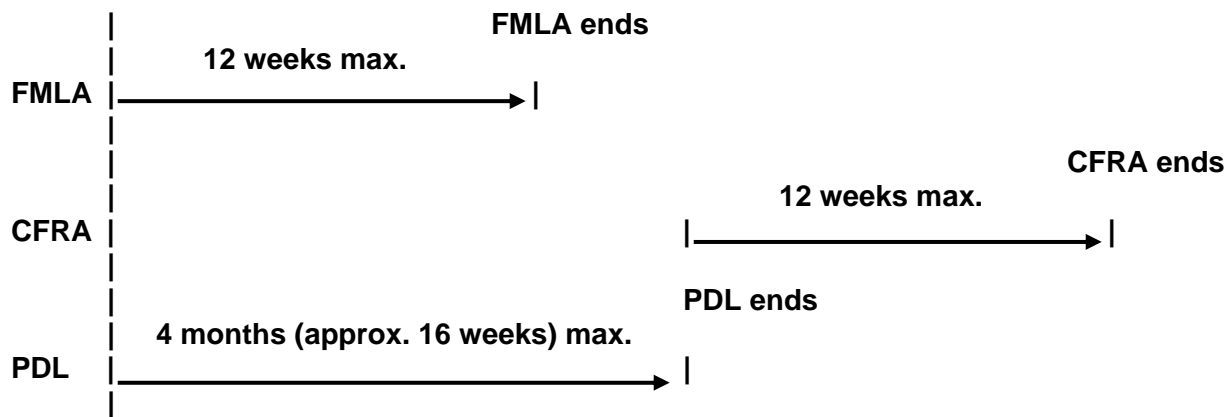 FMLA ends
12 weeks max.
FMLA
CFRA ends
12 weeks max.
CFRA
PDL ends
4 months (approx. 16 weeks) max.
PDL